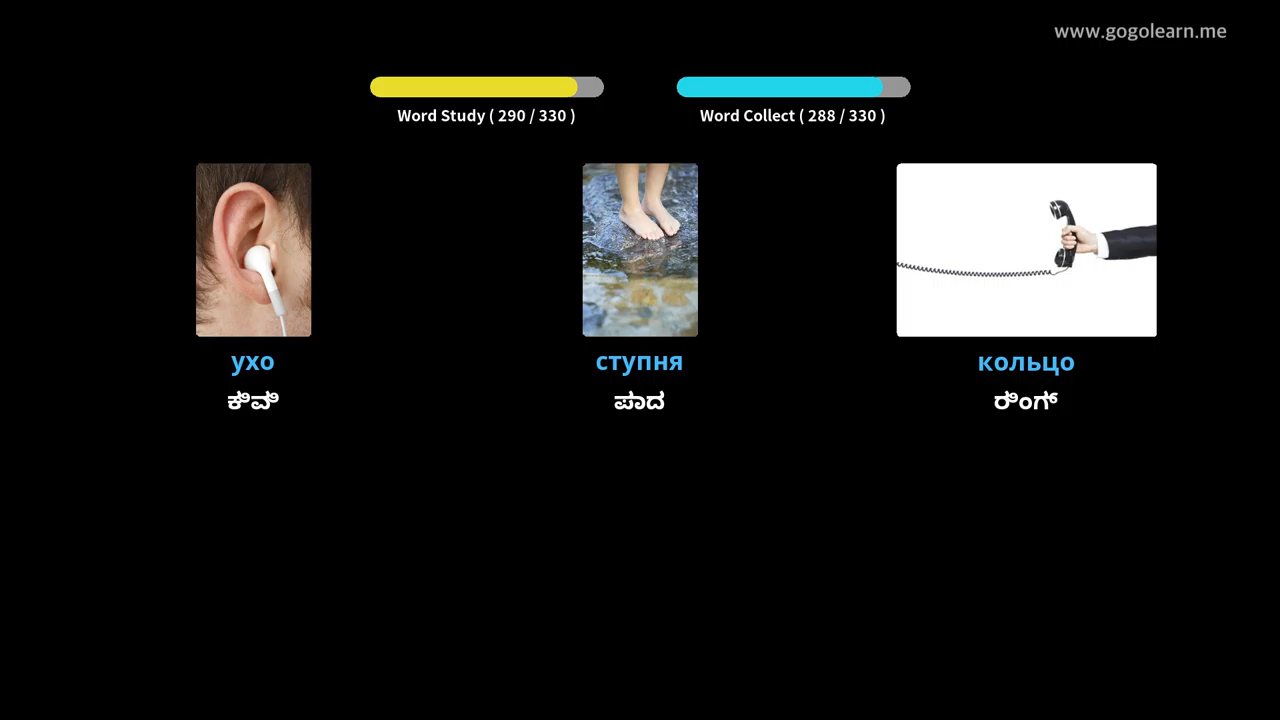 www.gogolearn.me
Word Study ( 290 / 330 )
Word Collect ( 288 / 330 )
ухо
ступня
кольцо
ಕಿವಿ
ಪಾದ
ರಿಂಗ್